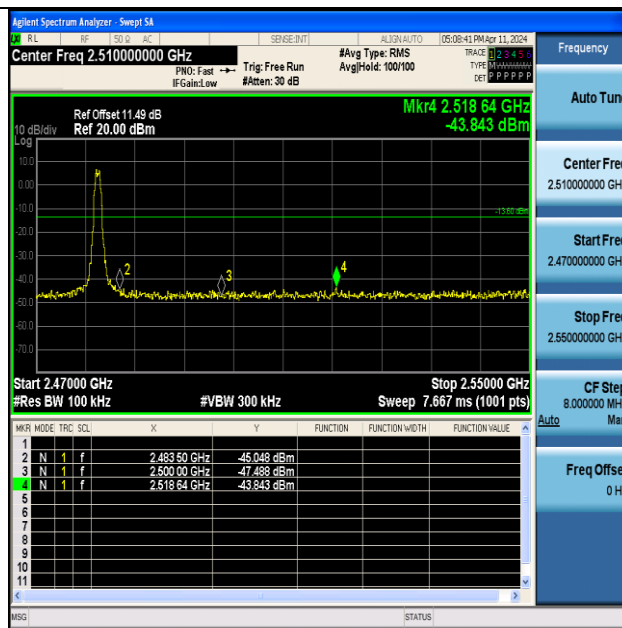 Agilent Spectrum Analyzer - Swept SA
RL RF 50 Ω AC SENSE:INT ALIGN AUTO 05:08:41 PM Apr 11, 2024
Center Freq 2.510000000 GHz #Avg Type: RMS TRACE 1 2 3 4 5 6
PNO: Fast Trig: Free Run Avg|Hold: 100/100 TYPE M
IFGain:Low #Atten: 30 dB DET P P P P P P
Mkr4 2.518 64 GHz
Ref Offset 11.49 dB
10 dB/div Ref 20.00 dBm -43.843 dBm
Log
10.0
0.00
-10.0
-13.60 dBm
-20.0
-30.0
2 3 4
-40.0
-50.0
-60.0
-70.0
Start 2.47000 GHz Stop 2.55000 GHz
#Res BW 100 kHz #VBW 300 kHz Sweep 7.667 ms (1001 pts)
MKR MODE TRC SCL X Y FUNCTION FUNCTION WIDTH FUNCTION VALUE
1
2 N 1 f 2.483 50 GHz -45.048 dBm
3 N 1 f 2.500 00 GHz -47.488 dBm
4 N 1 f 2.518 64 GHz -43.843 dBm
5
6
7
8
9
10
11
MSG STATUS
Frequency
Auto Tun
Center Fre
2.510000000 GH
Start Fre
2.470000000 GH
Stop Fre
2.550000000 GH
CF Ste
8.000000 MH
Auto Ma
Freq Offse
0 H